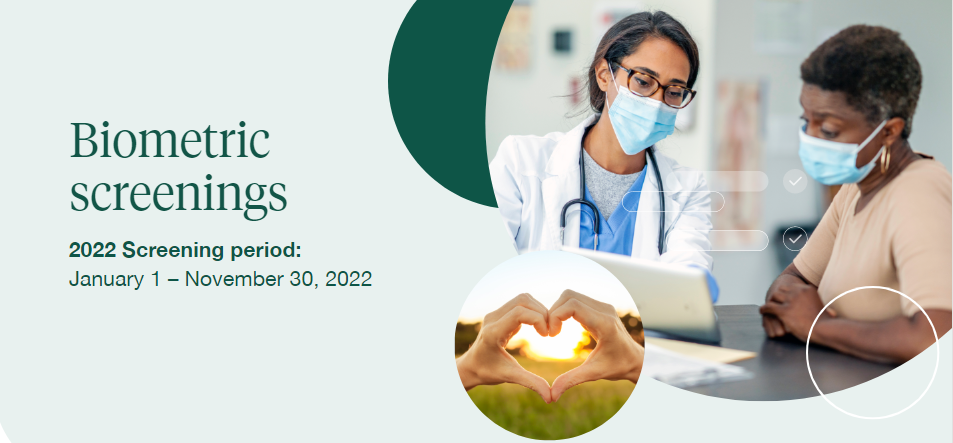 Biometric
screenings
2022 Screening period:
January 1 – November 30, 2022